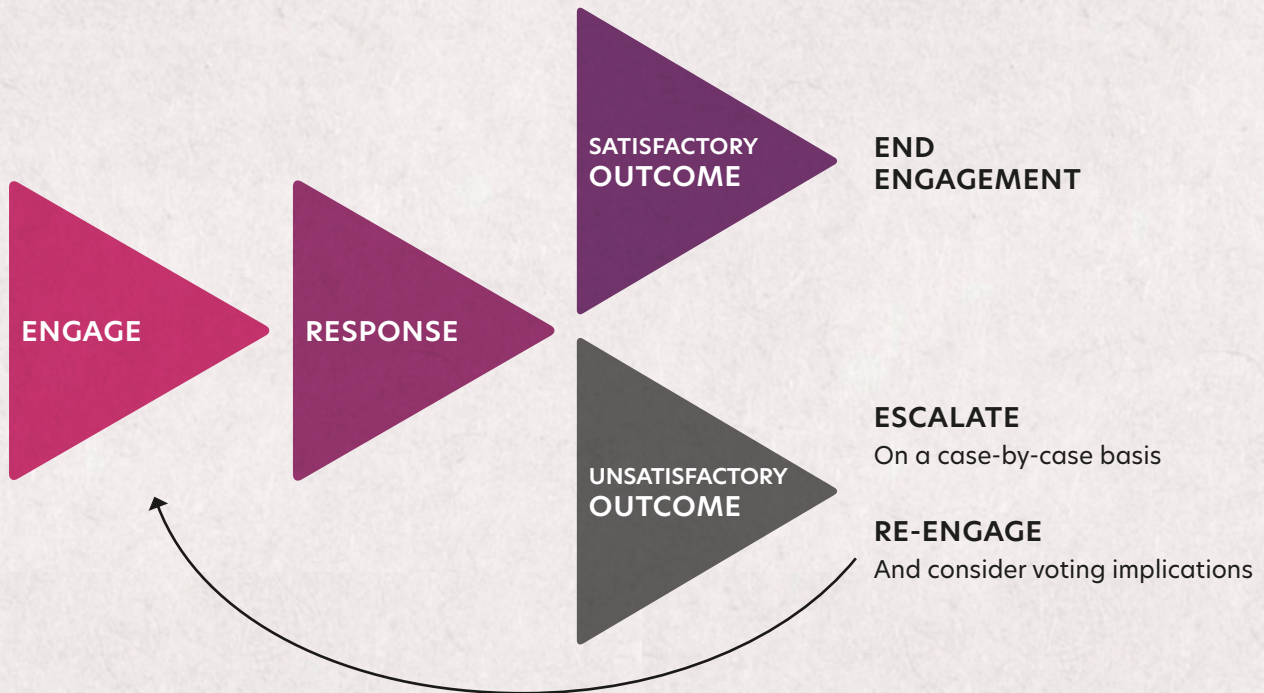 ENGAGE
RESPONSE
SATISFACTORY
OUTCOME
END
ENGAGEMENT
UNSATISFACTORY
OUTCOME
ESCALATE
On a case-by-case basis
RE-ENGAGE
And consider voting implications